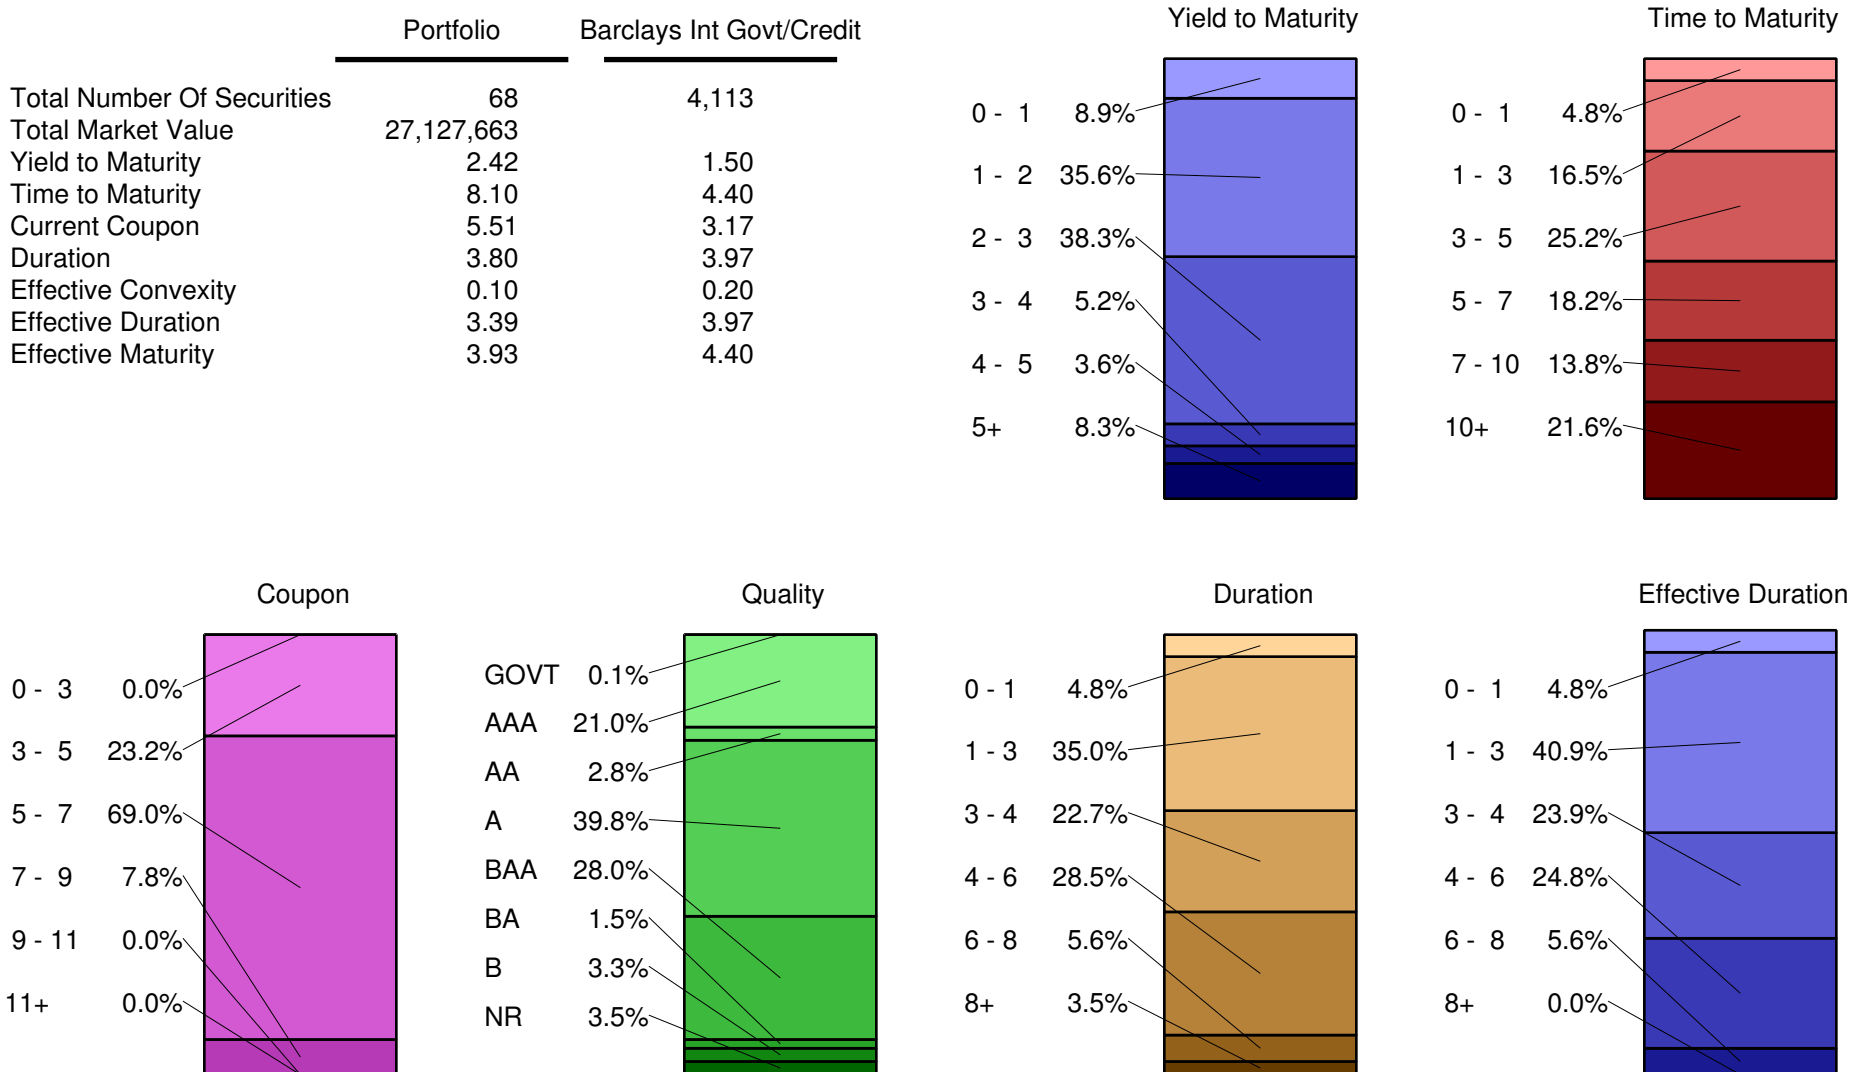 Portfolio Barclays Int Govt/Credit
Total Number Of Securities 68 4,113
Total Market Value 27,127,663
Yield to Maturity 2.42 1.50
Time to Maturity 8.10 4.40
Current Coupon 5.51 3.17
Duration 3.80 3.97
Effective Convexity 0.10 0.20
Effective Duration 3.39 3.97
Effective Maturity 3.93 4.40
Yield to Maturity
0 - 1 8.9%
1 - 2 35.6%
2 - 3 38.3%
3 - 4 5.2%
4 - 5 3.6%
5+ 8.3%
Time to Maturity
0 - 1 4.8%
1 - 3 16.5%
3 - 5 25.2%
5 - 7 18.2%
7 - 10 13.8%
10+ 21.6%
Coupon
0 - 3 0.0%
3 - 5 23.2%
5 - 7 69.0%
7 - 9 7.8%
9 - 11 0.0%
11+ 0.0%
Quality
GOVT 0.1%
AAA 21.0%
AA 2.8%
A 39.8%
BAA 28.0%
BA 1.5%
B 3.3%
NR 3.5%
Duration
0 - 1 4.8%
1 - 3 35.0%
3 - 4 22.7%
4 - 6 28.5%
6 - 8 5.6%
8+ 3.5%
Effective Duration
0 - 1 4.8%
1 - 3 40.9%
3 - 4 23.9%
4 - 6 24.8%
6 - 8 5.6%
8+ 0.0%